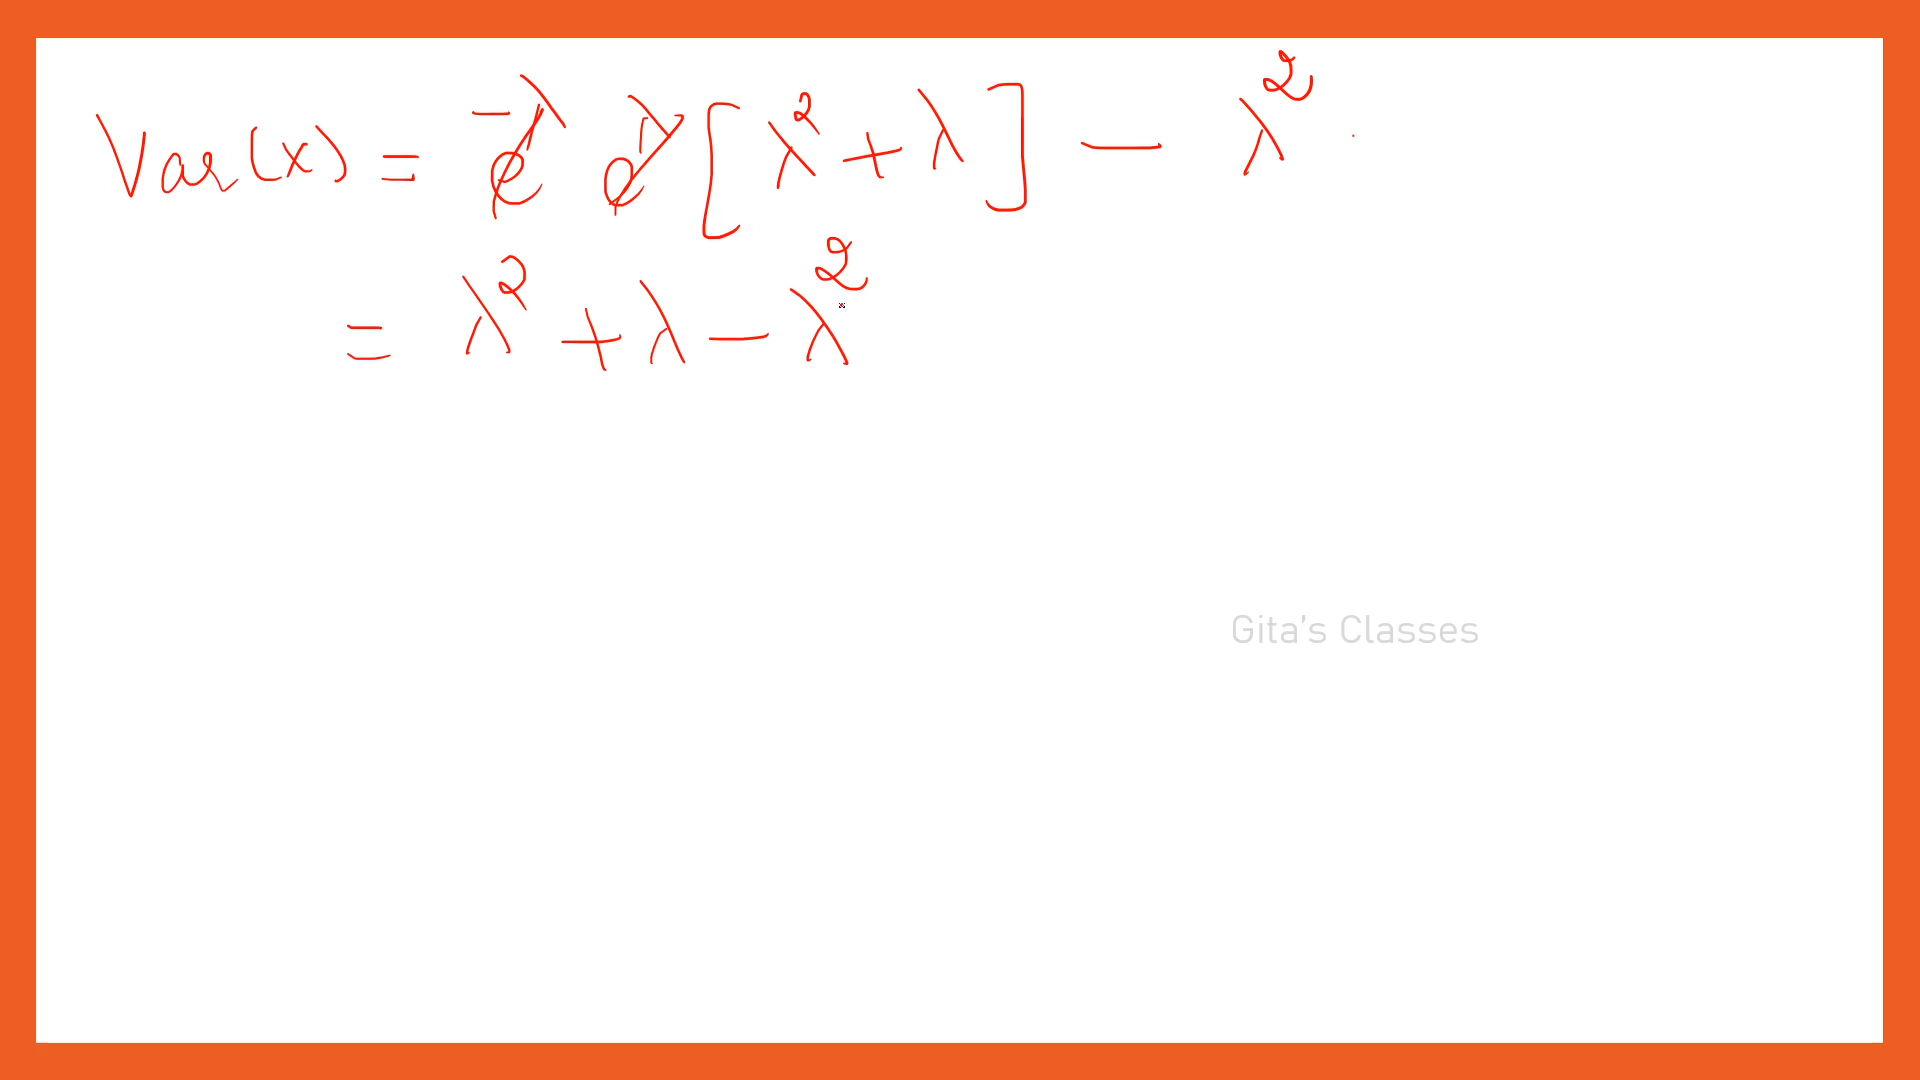 Var(x) = e^{-λ} e^{λ} [λ² + λ] − λ²
= λ² + λ − λ²
Gita's Classes